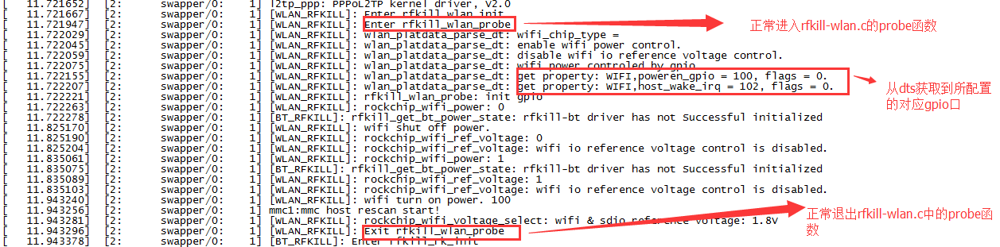 [   11.721652]  [2:      swapper/0:    1] l2tp_ppp: PPPoL2TP kernel driver, V2.0
[   11.721667]  [2:      swapper/0:    1] [WLAN_RFKILL]: Enter rfkill_wlan_init
[   11.721947]  [2:      swapper/0:    1] [WLAN_RFKILL]: Enter rfkill_wlan_probe
正常进入rfkill-wlan.c的probe函数
[   11.722029]  [2:      swapper/0:    1] [WLAN_RFKILL]: wlan_platdata_parse_dt: wifi_chip_type =
[   11.722045]  [2:      swapper/0:    1] [WLAN_RFKILL]: wlan_platdata_parse_dt: enable wifi power control.
[   11.722059]  [2:      swapper/0:    1] [WLAN_RFKILL]: wlan_platdata_parse_dt: disable wifi io reference voltage control.
[   11.722075]  [2:      swapper/0:    1] [WLAN_RFKILL]: wlan_platdata_parse_dt: wifi power controled by gpio
[   11.722155]  [2:      swapper/0:    1] [WLAN_RFKILL]: wlan_platdata_parse_dt: get property: WIFI,poweren_gpio = 100, flags = 0.
[   11.722207]  [2:      swapper/0:    1] [WLAN_RFKILL]: wlan_platdata_parse_dt: get property: WIFI,host_wake_irq = 102, flags = 0.
从dts获取到所配置
的对应gpio口
[   11.722221]  [2:      swapper/0:    1] [WLAN_RFKILL]: rfkill_wlan_probe: init gpio
[   11.722263]  [2:      swapper/0:    1] [WLAN_RFKILL]: rockchip_wifi_power: 0
[   11.722278]  [2:      swapper/0:    1] [BT_RFKILL]: rfkill_get_bt_power_state: rfkill-bt driver has not Successful initialized
[   11.825170]  [2:      swapper/0:    1] [WLAN_RFKILL]: wifi shut off power.
[   11.825190]  [2:      swapper/0:    1] [WLAN_RFKILL]: rockchip_wifi_ref_voltage: 0
[   11.825204]  [2:      swapper/0:    1] [WLAN_RFKILL]: rockchip_wifi_ref_voltage: wifi io reference voltage control is disabled.
[   11.835061]  [2:      swapper/0:    1] [WLAN_RFKILL]: rockchip_wifi_power: 1
[   11.835075]  [2:      swapper/0:    1] [BT_RFKILL]: rfkill_get_bt_power_state: rfkill-bt driver has not Successful initialized
[   11.835089]  [2:      swapper/0:    1] [WLAN_RFKILL]: rockchip_wifi_ref_voltage: 1
[   11.835103]  [2:      swapper/0:    1] [WLAN_RFKILL]: rockchip_wifi_ref_voltage: wifi io reference voltage control is disabled.
[   11.943240]  [2:      swapper/0:    1] [WLAN_RFKILL]: wifi turn on power. 100
[   11.943256]  [2:      swapper/0:    1] mmc1:mmc host rescan start!
[   11.943281]  [2:      swapper/0:    1] [WLAN_RFKILL]: rockchip_wifi_voltage_select: wifi & sdio reference voltage: 1.8V
[   11.943296]  [2:      swapper/0:    1] [WLAN_RFKILL]: Exit rfkill_wlan_probe
正常退出rfkill-wlan.c中的probe函
数
[   11.943378]  [2:      swapper/0:    1] [BT_RFKILL]: Enter rfkill_rk_init